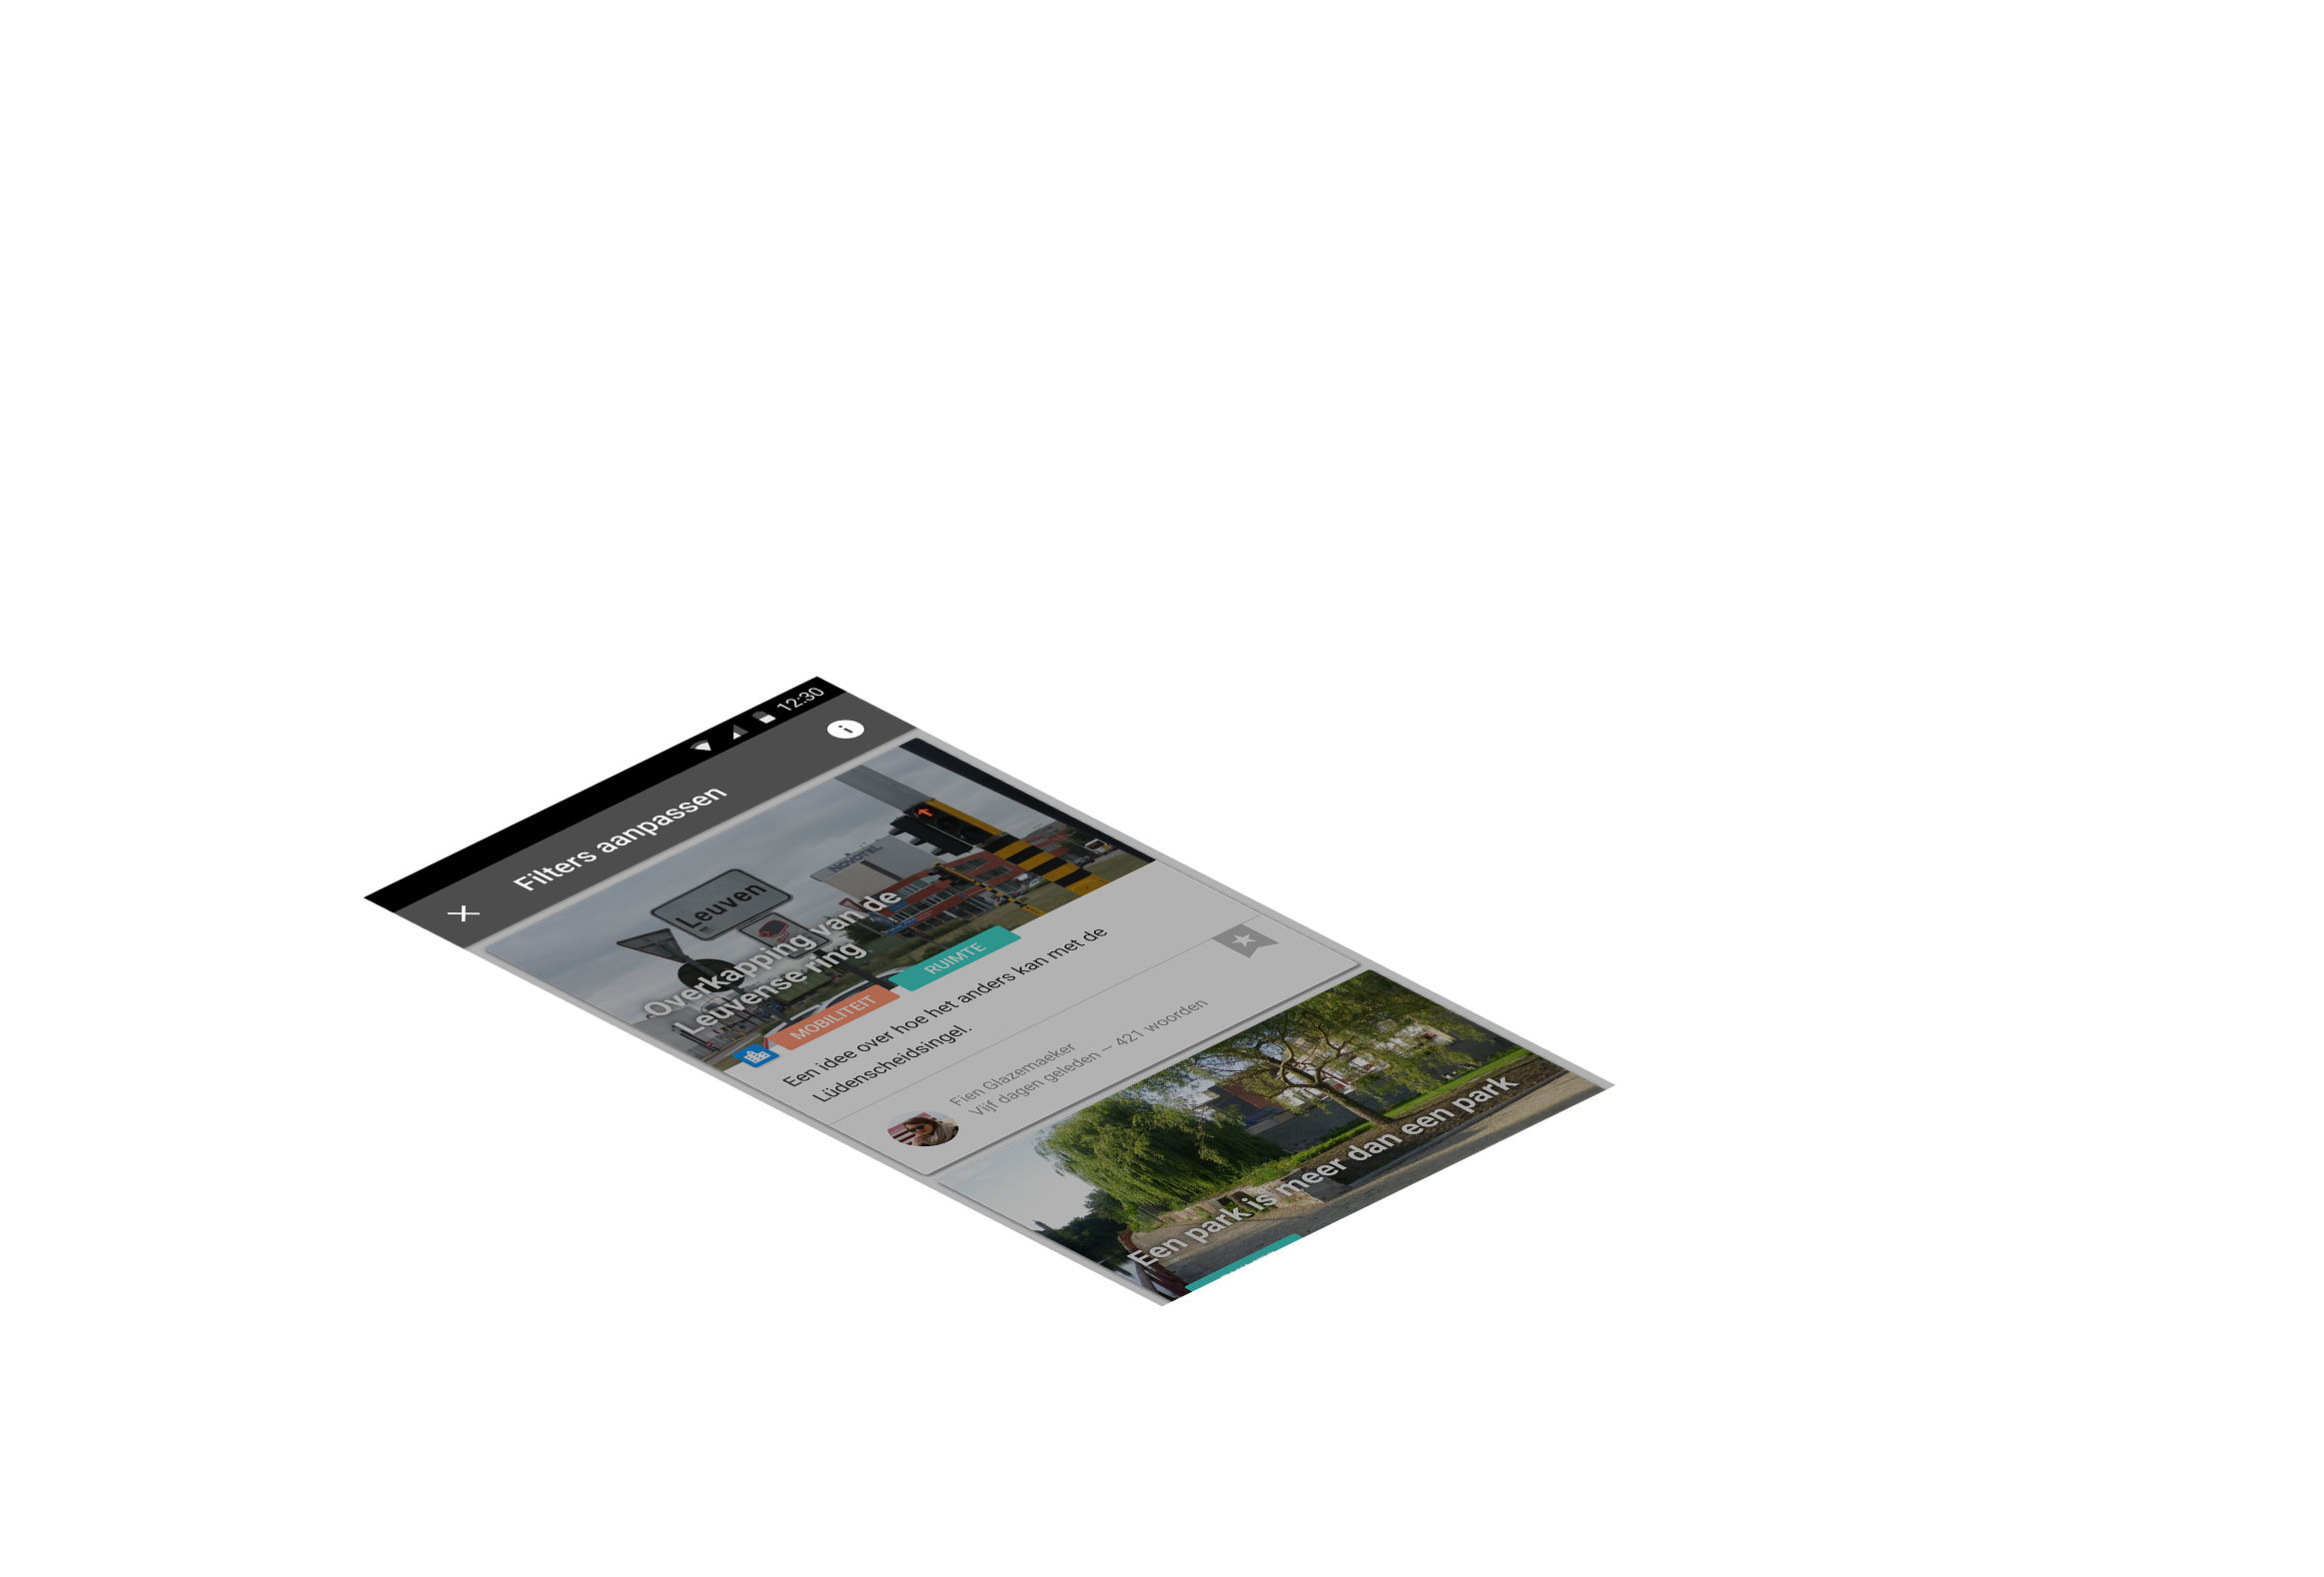 12:30
Filters aanpassen
NOVOTEL
Leuven
Overkapping van de
Leuvense ring
MOBILITEIT
RUIMTE
Een idee over hoe het anders kan met de
Lüdenscheidsingel.
Fien Glazemaeker
Vijf dagen geleden – 421 woorden
Een park is meer dan een park